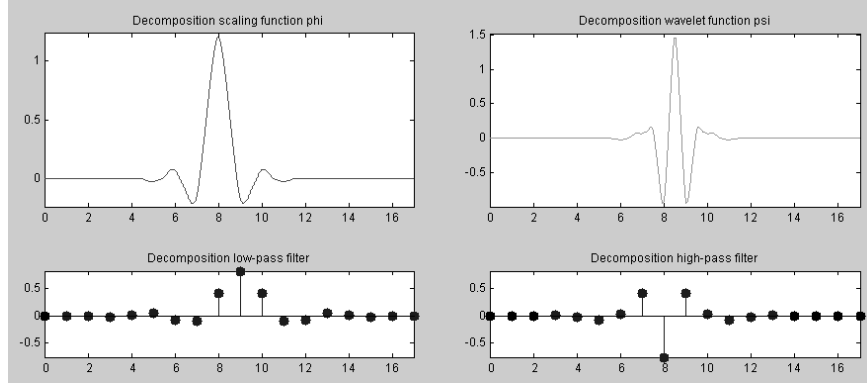 Decomposition scaling function phi
1
0.5
0
0 2 4 6 8 10 12 14 16
Decomposition wavelet function psi
1.5
1
0.5
0
-0.5
0 2 4 6 8 10 12 14 16
Decomposition low-pass filter
0.5
0
-0.5
0 2 4 6 8 10 12 14 16
Decomposition high-pass filter
0.5
0
-0.5
0 2 4 6 8 10 12 14 16